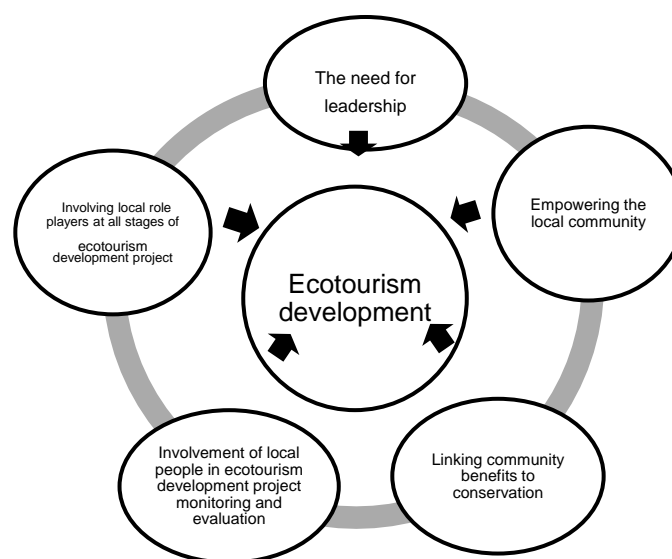 The need for
leadership
Empowering the
local community
Involving local role
players at all stages of
ecotourism
development project
Ecotourism
development
Involvement of local
people in ecotourism
development project
monitoring and
evaluation
Linking community
benefits to
conservation